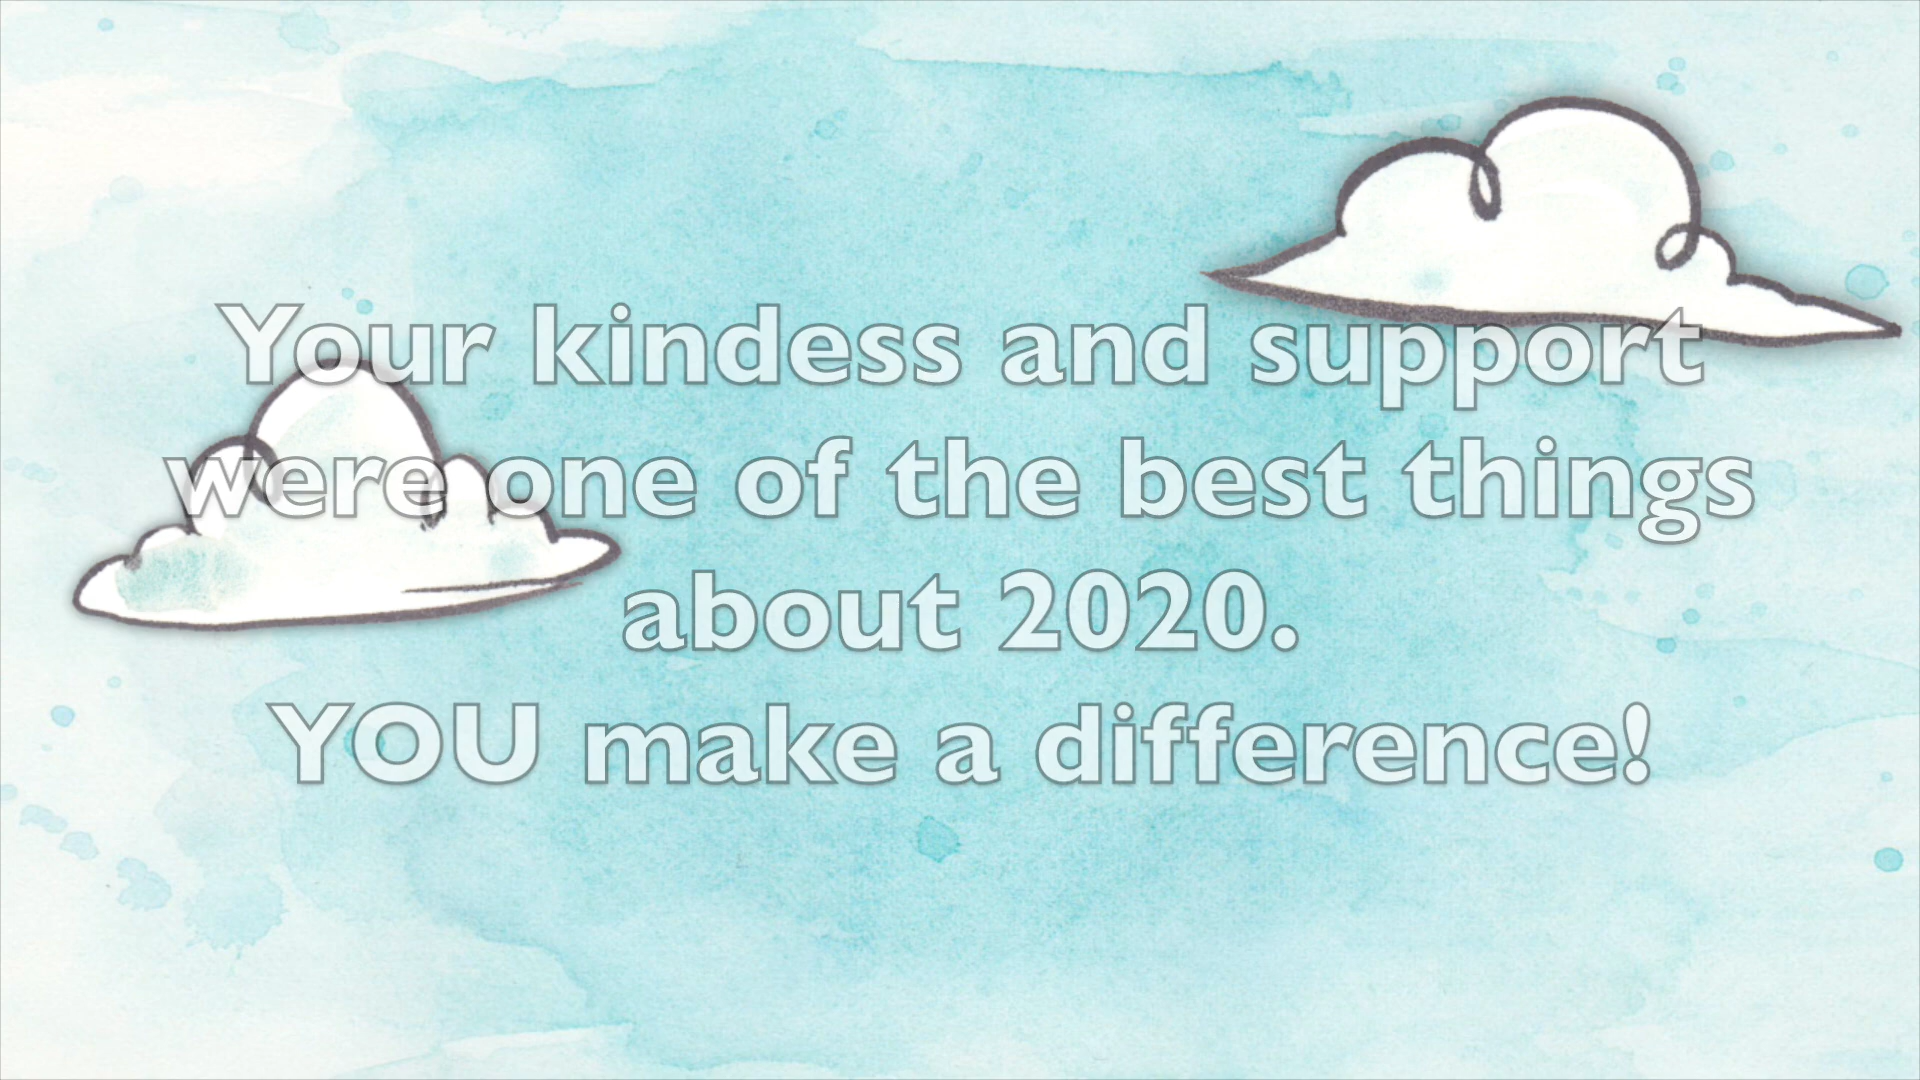 Your kindess and support
were one of the best things
about 2020.
YOU make a difference!